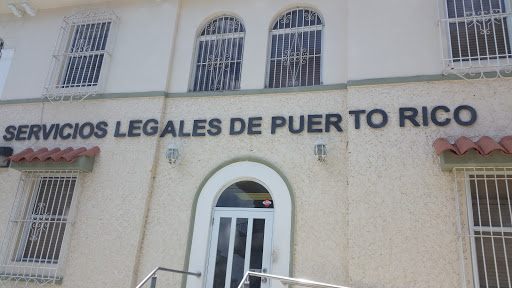 SERVICIOS LEGALES DE PUERTO RICO